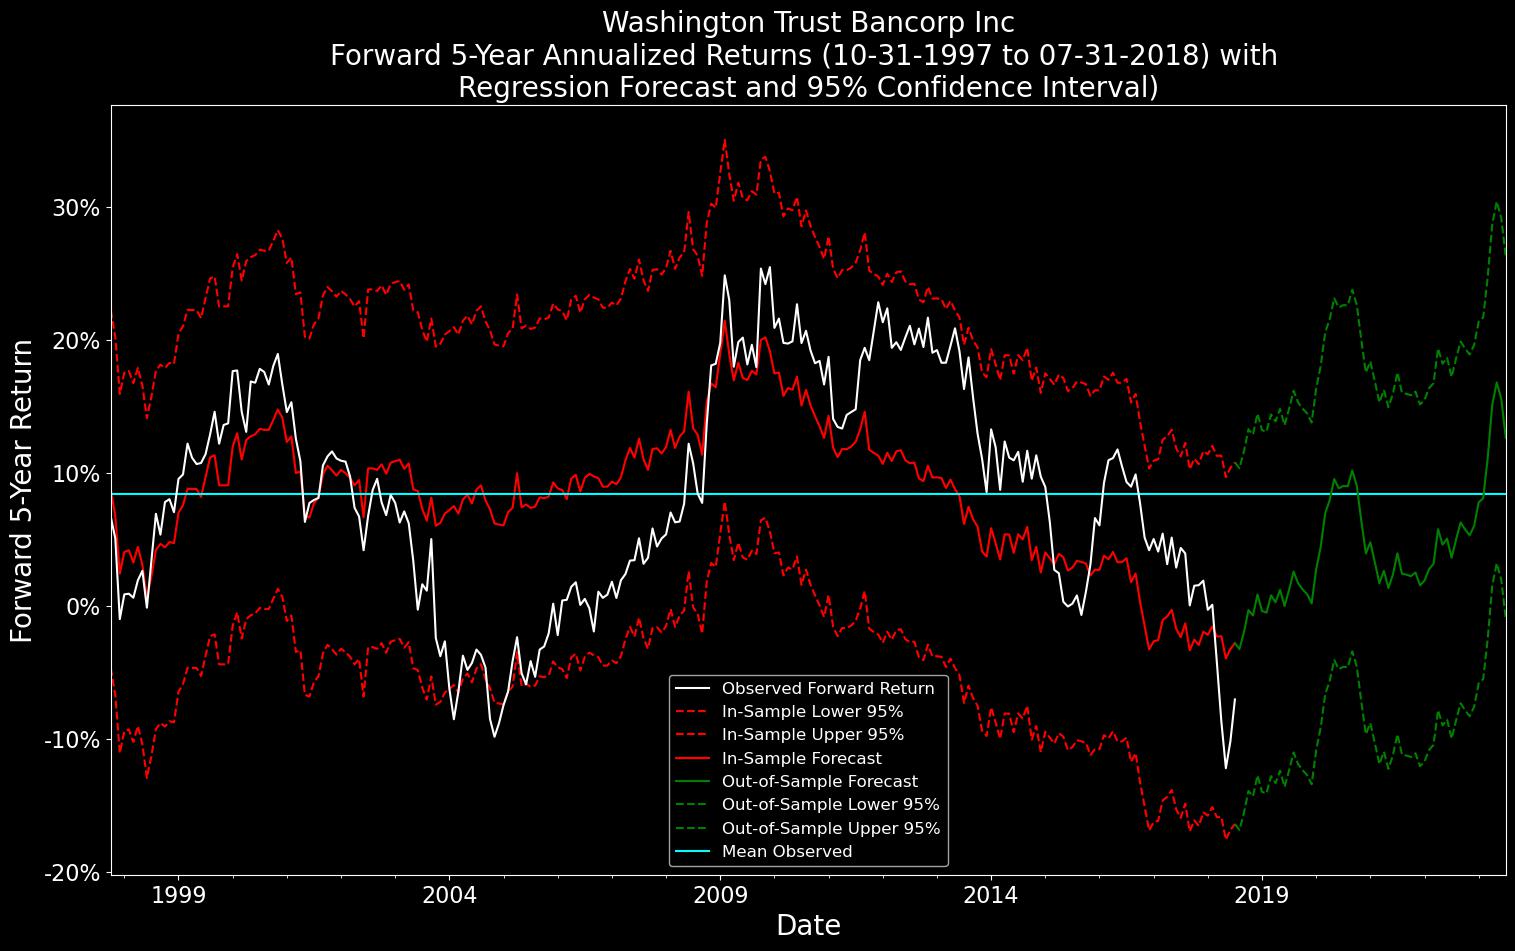 Washington Trust Bancorp Inc
Forward 5-Year Annualized Returns (10-31-1997 to 07-31-2018) with
Regression Forecast and 95% Confidence Interval)
Forward 5-Year Return
30%
20%
10%
0%
-10%
-20%
Observed Forward Return
In-Sample Lower 95%
In-Sample Upper 95%
In-Sample Forecast
Out-of-Sample Forecast
Out-of-Sample Lower 95%
Out-of-Sample Upper 95%
Mean Observed
1999 2004 2009 2014 2019
Date